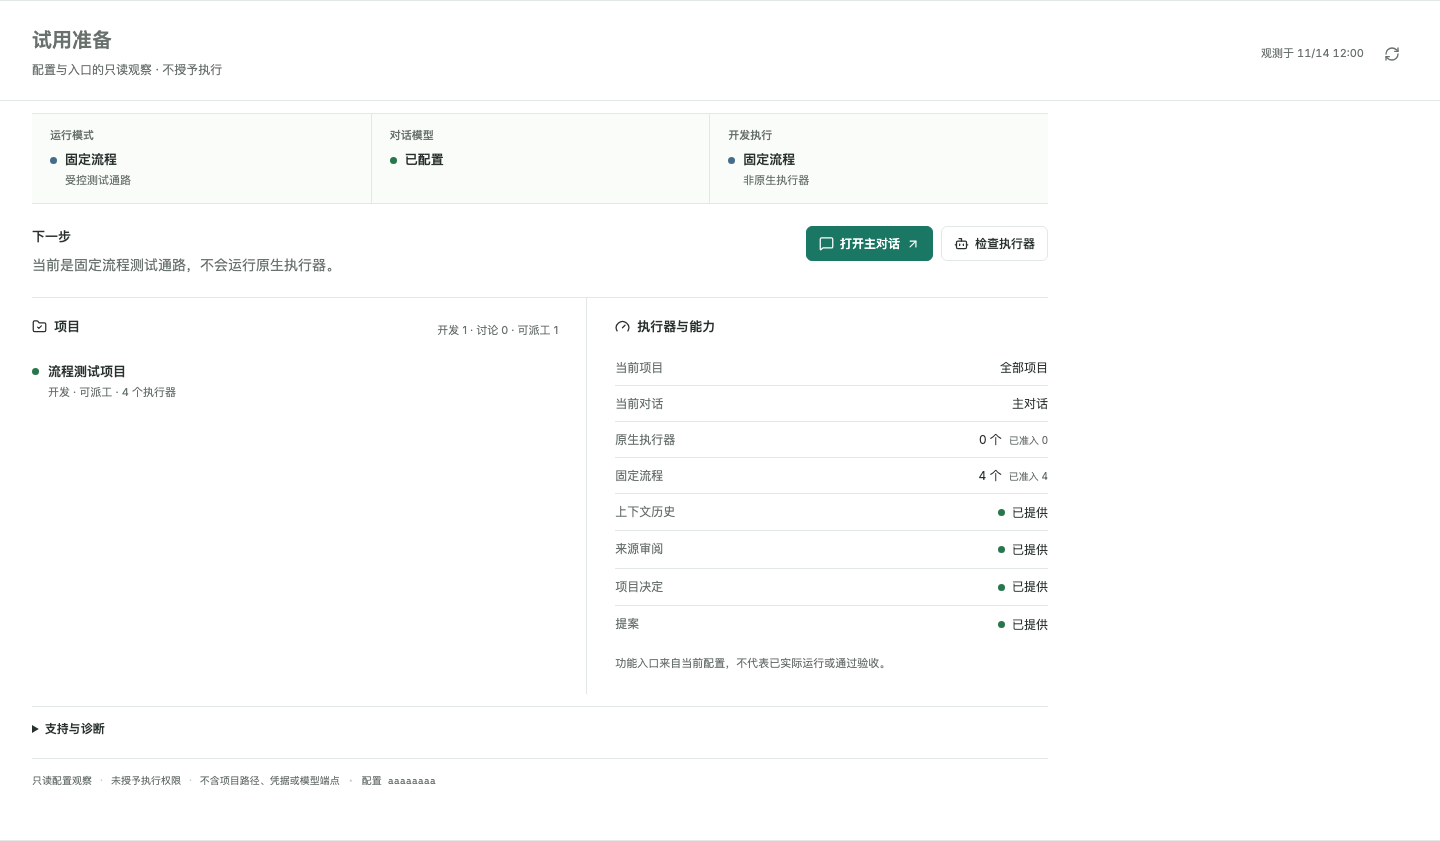 试用准备
配置与入口的只读观察 · 不授予执行
观测于 11/14 12:00
运行模式
固定流程
受控测试通路
对话模型
已配置
开发执行
固定流程
非原生执行器
下一步
当前是固定流程测试通路，不会运行原生执行器。
打开主对话
检查执行器
项目
开发 1 · 讨论 0 · 可派工 1
流程测试项目
开发 · 可派工 · 4 个执行器
执行器与能力
当前项目 全部项目
当前对话 主对话
原生执行器 0 个 已准入 0
固定流程 4 个 已准入 4
上下文历史 已提供
来源审阅 已提供
项目决定 已提供
提案 已提供
功能入口来自当前配置，不代表已实际运行或通过验收。
支持与诊断
只读配置观察 · 未授予执行权限 · 不含项目路径、凭据或模型端点 · 配置 aaaaaaaa